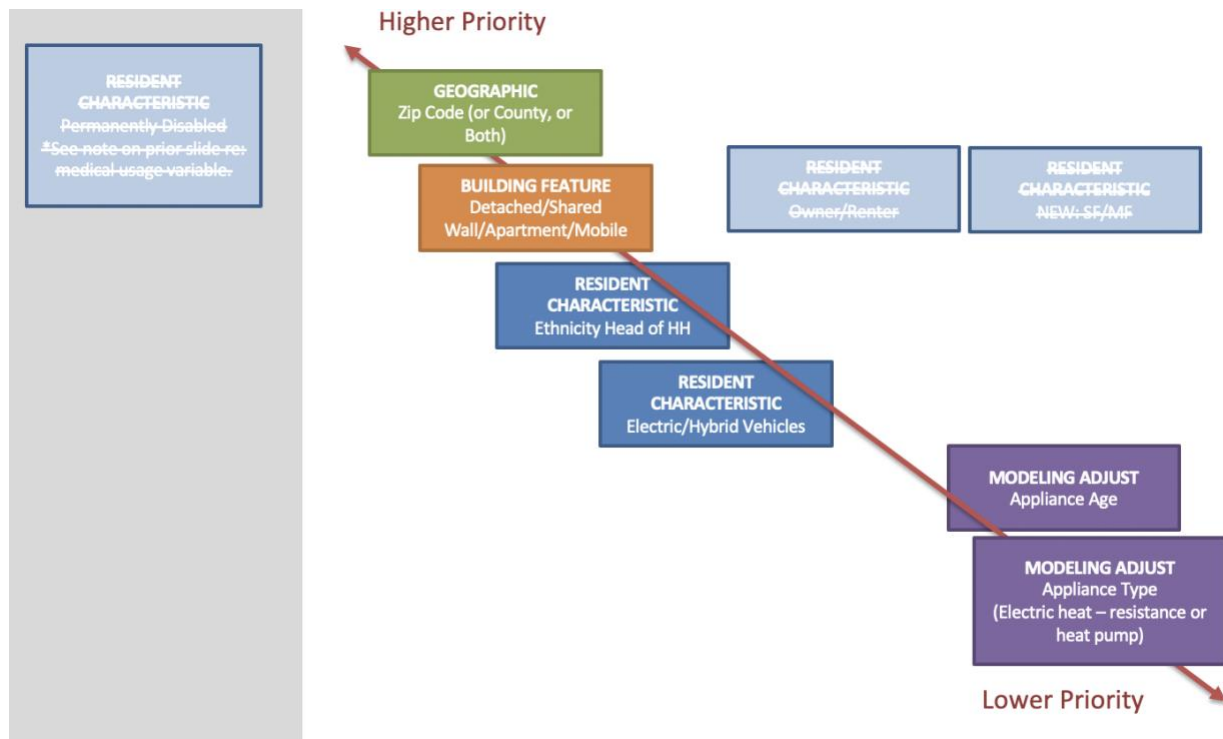 Higher Priority
RESIDENT
CHARACTERISTIC
Permanently Disabled
*See note on prior slide re:
medical usage variable.
GEOGRAPHIC
Zip Code (or County, or
Both)
BUILDING FEATURE
Detached/Shared
Wall/Apartment/Mobile
RESIDENT
CHARACTERISTIC
Owner/Renter
RESIDENT
CHARACTERISTIC
NEW: SF/MF
RESIDENT
CHARACTERISTIC
Ethnicity Head of HH
RESIDENT
CHARACTERISTIC
Electric/Hybrid Vehicles
MODELING ADJUST
Appliance Age
MODELING ADJUST
Appliance Type
(Electric heat – resistance or
heat pump)
Lower Priority